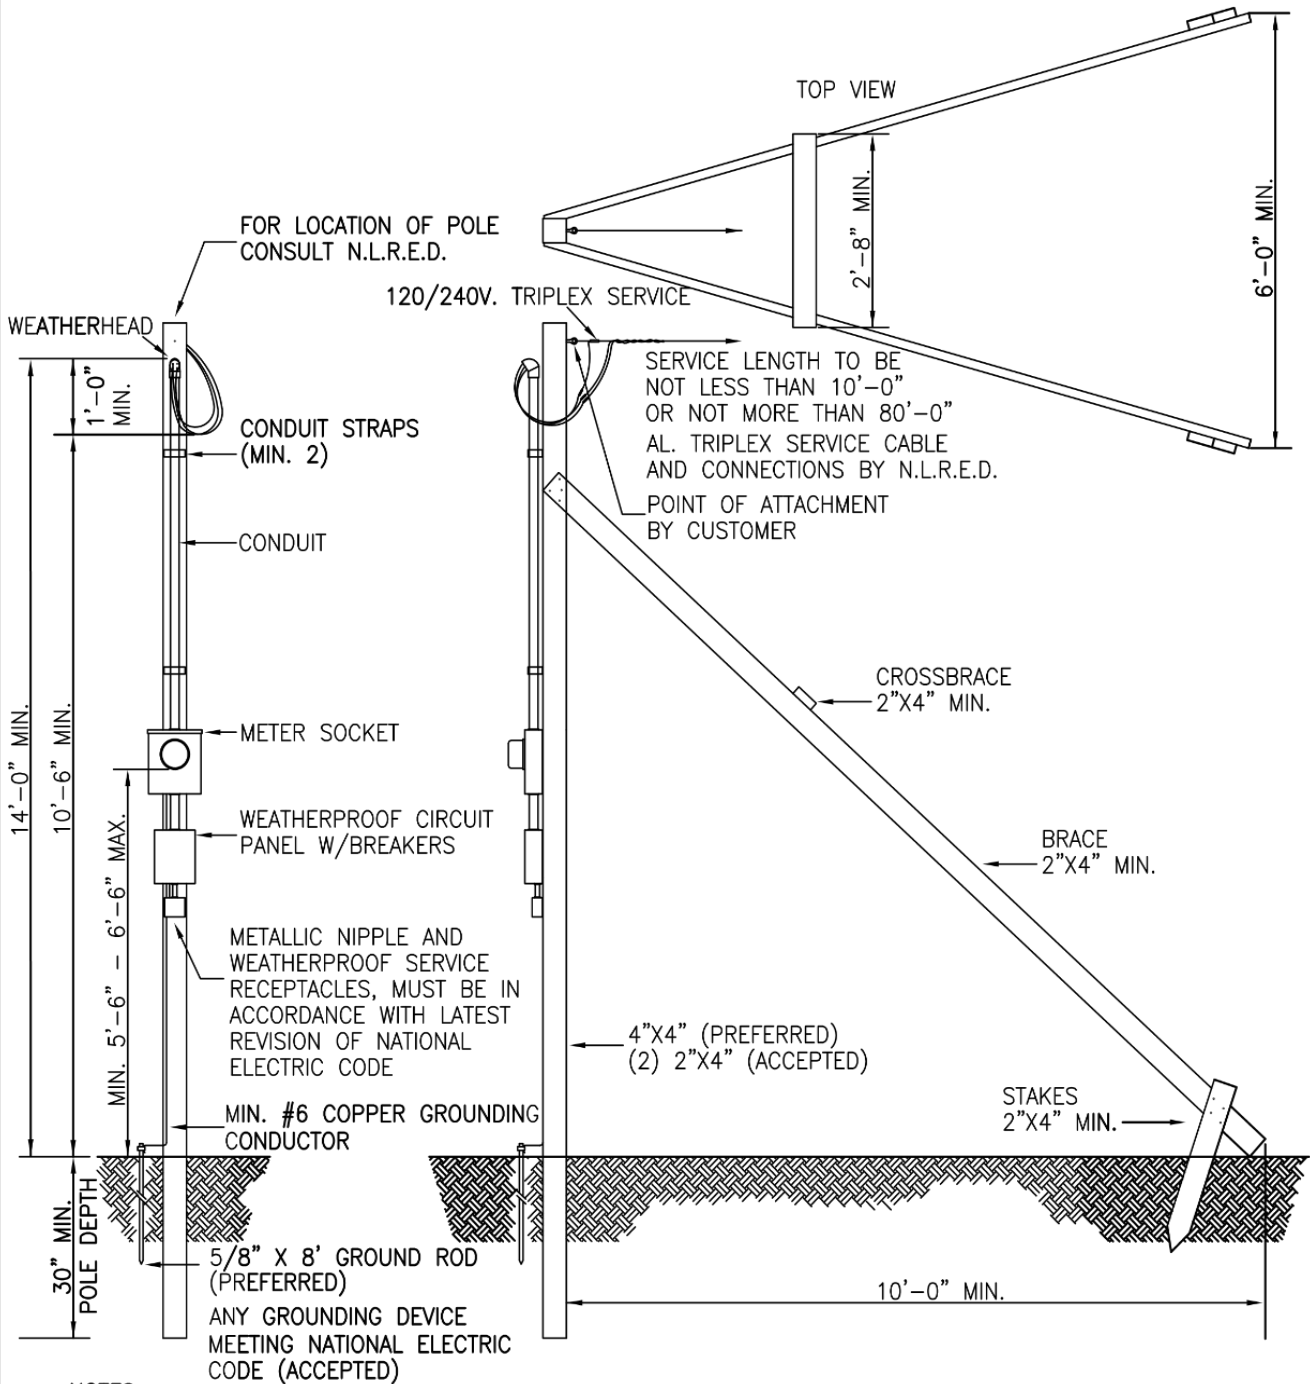 TOP VIEW
2'-8" MIN.
6'-0" MIN.
FOR LOCATION OF POLE
CONSULT N.L.R.E.D.
120/240V. TRIPLEX SERVICE
WEATHERHEAD
1'-0"
MIN.
SERVICE LENGTH TO BE
NOT LESS THAN 10'-0"
OR NOT MORE THAN 80'-0"
AL. TRIPLEX SERVICE CABLE
AND CONNECTIONS BY N.L.R.E.D.
CONDUIT STRAPS
(MIN. 2)
POINT OF ATTACHMENT
BY CUSTOMER
CONDUIT
CROSSBRACE
2"X4" MIN.
METER SOCKET
14'-0" MIN.
10'-6" MIN.
WEATHERPROOF CIRCUIT
PANEL W/BREAKERS
BRACE
2"X4" MIN.
MIN. 5'-6" - 6'-6" MAX.
METALLIC NIPPLE AND
WEATHERPROOF SERVICE
RECEPTACLES, MUST BE IN
ACCORDANCE WITH LATEST
REVISION OF NATIONAL
ELECTRIC CODE
4"X4" (PREFERRED)
(2) 2"X4" (ACCEPTED)
STAKES
2"X4" MIN.
MIN. #6 COPPER GROUNDING
CONDUCTOR
30" MIN.
POLE DEPTH
5/8" X 8' GROUND ROD
(PREFERRED)
10'-0" MIN.
ANY GROUNDING DEVICE
MEETING NATIONAL ELECTRIC
CODE (ACCEPTED)